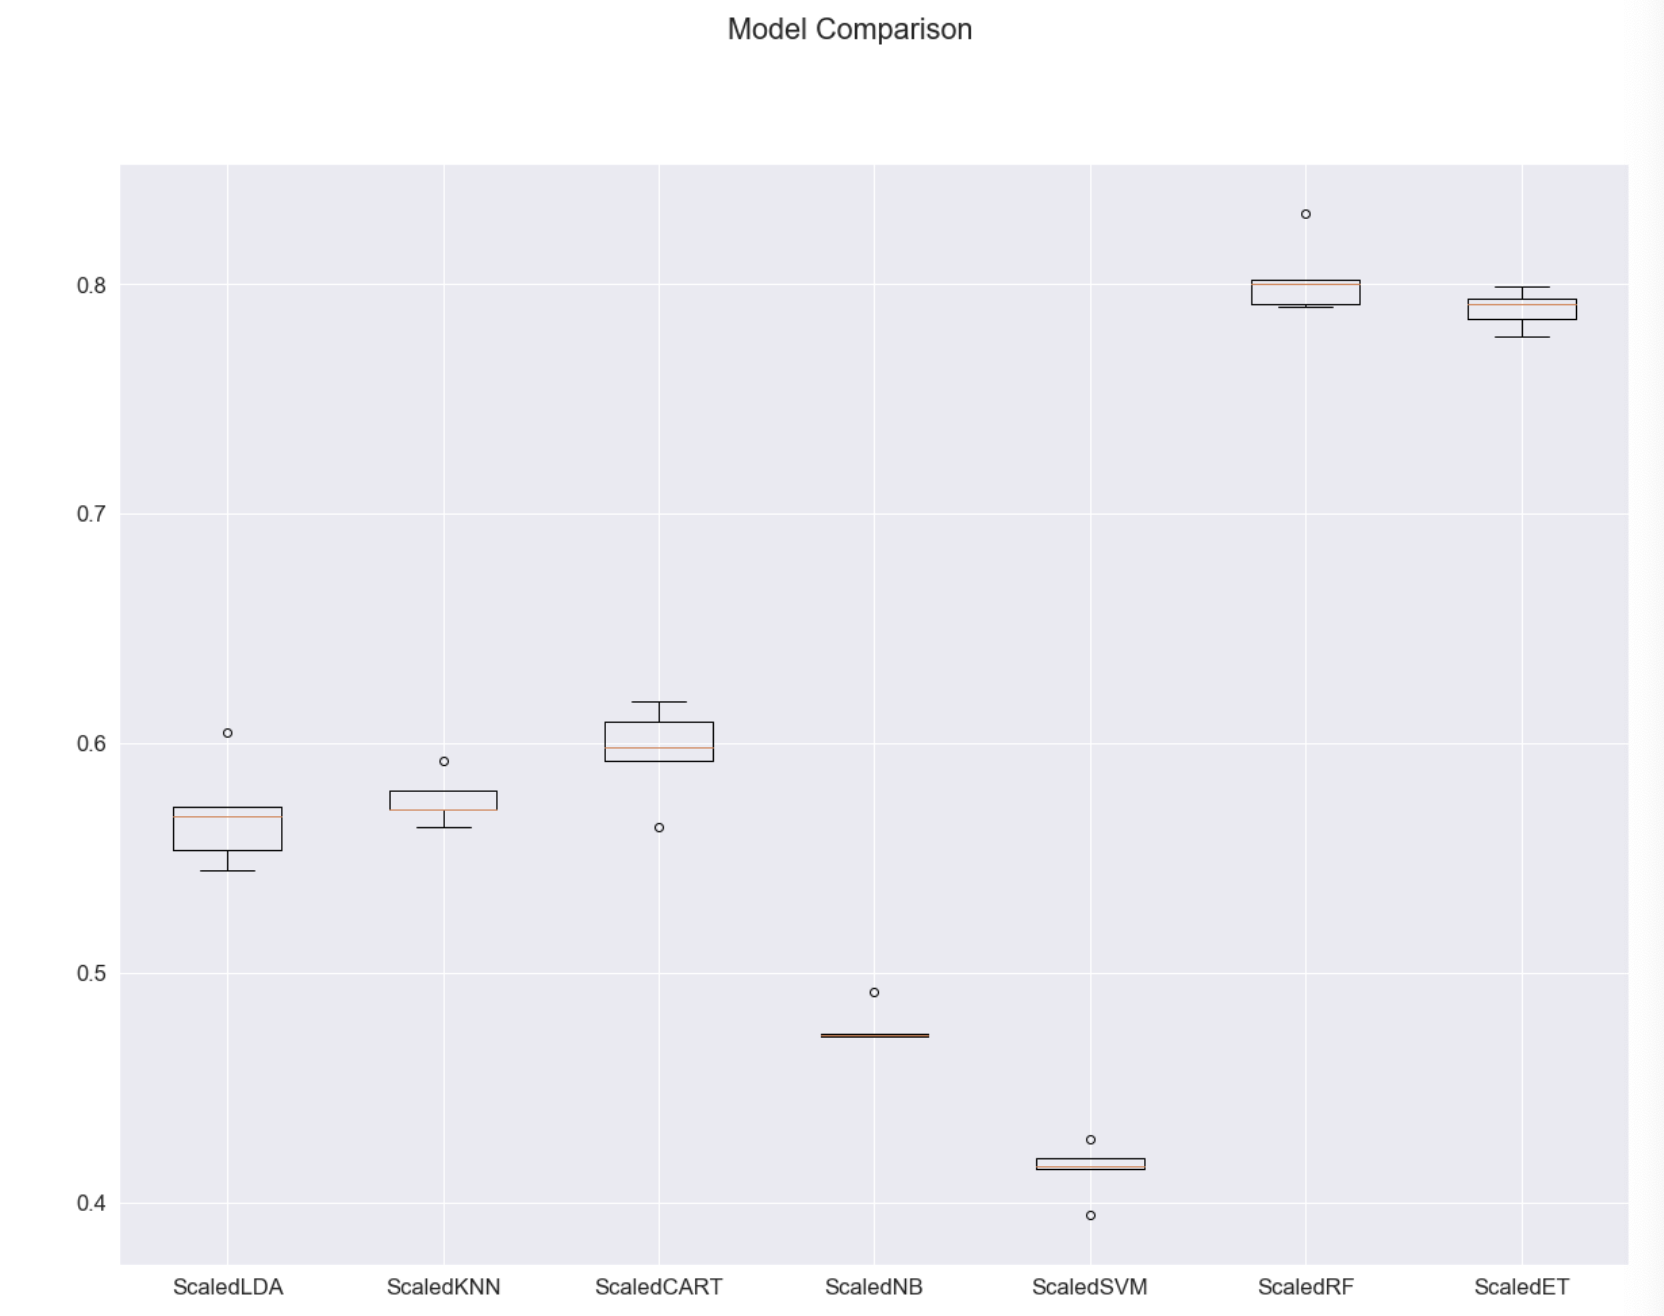 Model Comparison
0.8
0.7
0.6
0.5
0.4
ScaledLDA ScaledKNN ScaledCART ScaledNB ScaledSVM ScaledRF ScaledET